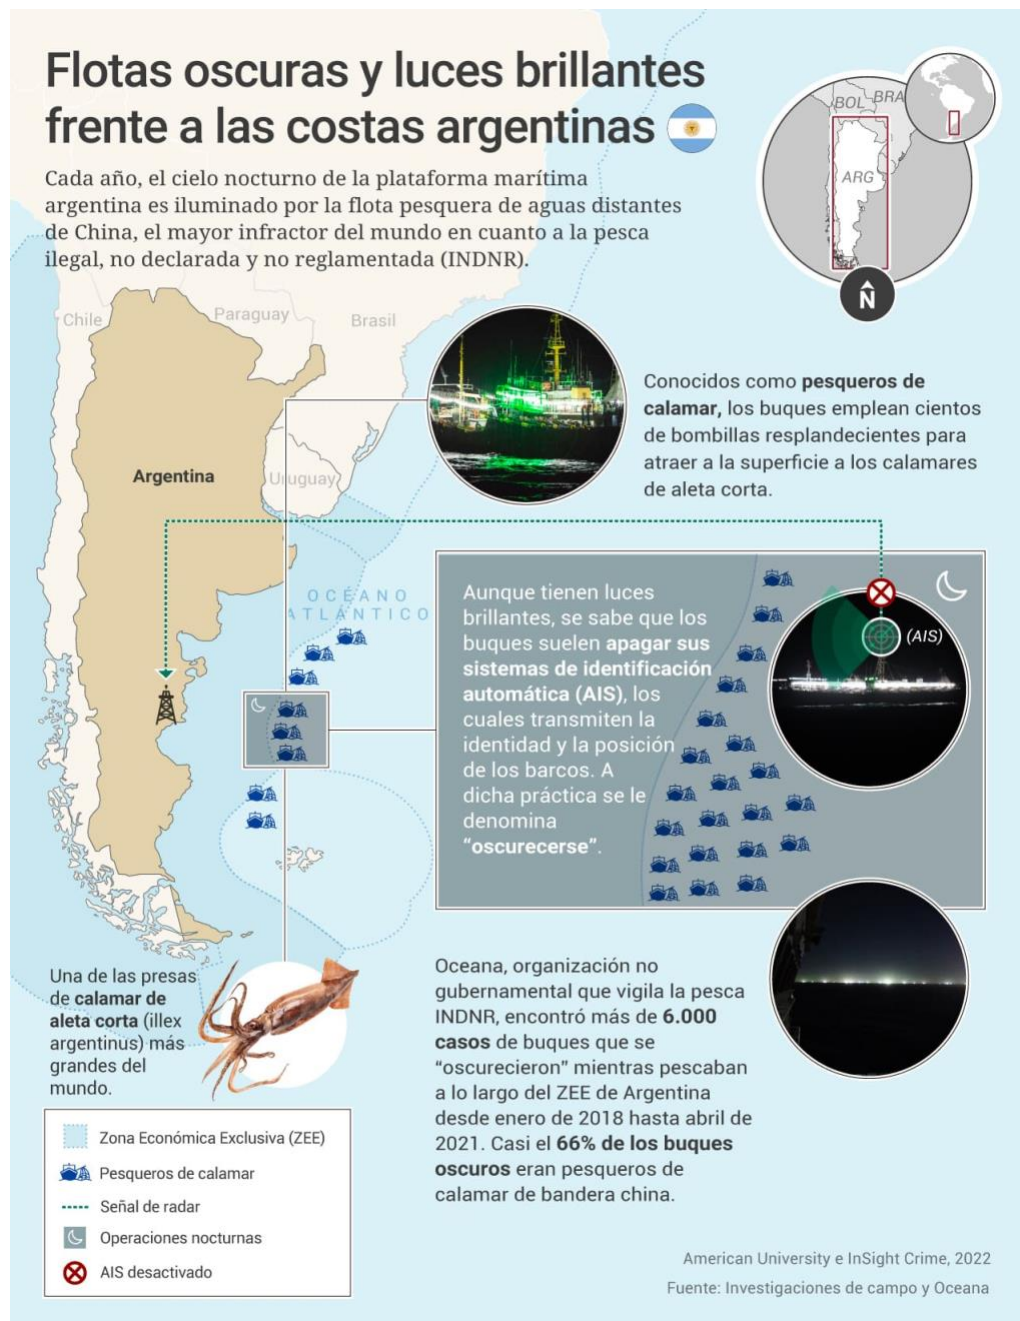 Flotas oscuras y luces brillantes
frente a las costas argentinas
Cada año, el cielo nocturno de la plataforma marítima
argentina es iluminado por la flota pesquera de aguas distantes
de China, el mayor infractor del mundo en cuanto a la pesca
ilegal, no declarada y no reglamentada (INDNR).
BOL
BRA
ARG
N
Chile
Paraguay
Brasil
Argentina
Uruguay
Conocidos como pesqueros de
calamar, los buques emplean cientos
de bombillas resplandecientes para
atraer a la superficie a los calamares
de aleta corta.
OCÉANO
ATLÁNTICO
Aunque tienen luces
brillantes, se sabe que los
buques suelen apagar sus
sistemas de identificación
automática (AIS), los
cuales transmiten la
identidad y la posición
de los barcos. A
dicha práctica se le
denomina
“oscurecerse”.
(AIS)
Una de las presas
de calamar de
aleta corta (illex
argentinus) más
grandes del
mundo.
Oceana, organización no
gubernamental que vigila la pesca
INDNR, encontró más de 6.000
casos de buques que se
“oscurecieron” mientras pescaban
a lo largo del ZEE de Argentina
desde enero de 2018 hasta abril de
2021. Casi el 66% de los buques
oscuros eran pesqueros de
calamar de bandera china.
Zona Económica Exclusiva (ZEE)
Pesqueros de calamar
Señal de radar
Operaciones nocturnas
AIS desactivado
American University e InSight Crime, 2022
Fuente: Investigaciones de campo y Oceana